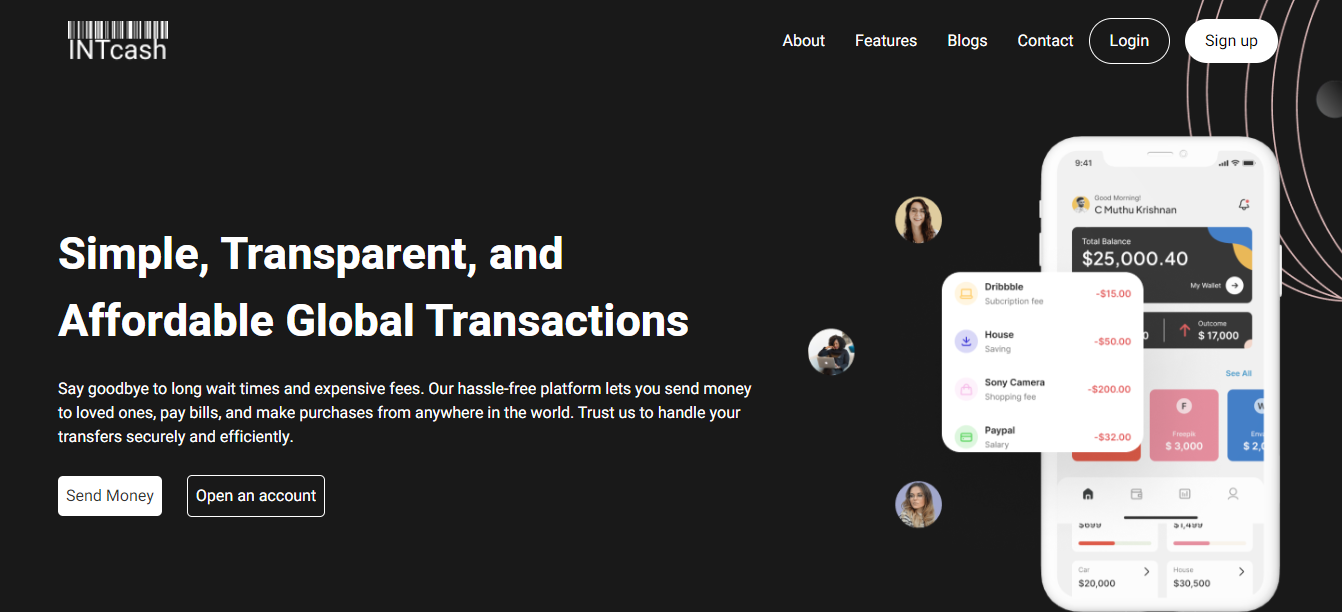 INTcash
About
Features
Blogs
Contact
Login
Sign up
Simple, Transparent, and
Affordable Global Transactions
Say goodbye to long wait times and expensive fees. Our hassle-free platform lets you send money
to loved ones, pay bills, and make purchases from anywhere in the world. Trust us to handle your
transfers securely and efficiently.
Send Money
Open an account
9:41
Good Morning!
C Muthu Krishnan
Total Balance
$25,000.40
My Wallet
Dribbble
Subcription fee
-$15.00
House
Saving
-$50.00
Sony Camera
Shopping fee
-$200.00
Paypal
Salary
-$32.00
0
Outcome
$ 17,000
See All
F
Freepik
$ 3,000
W
$699
$1,499
Car
$20,000
House
$30,500